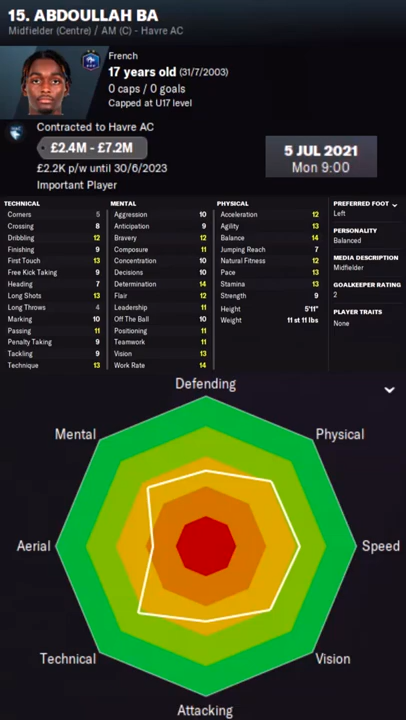 15. ABDOULLAH BA
Midfielder (Centre) / AM (C) - Havre AC
French
17 years old (31/7/2003)
0 caps / 0 goals
Capped at U17 level
Contracted to Havre AC
£2.4M - £7.2M
£2.2K p/w until 30/6/2023
Important Player
5 JUL 2021
Mon 9:00
TECHNICAL
Corners 5
Crossing 8
Dribbling 12
Finishing 9
First Touch 13
Free Kick Taking 9
Heading 7
Long Shots 13
Long Throws 4
Marking 10
Passing 11
Penalty Taking 9
Tackling 9
Technique 13
MENTAL
Aggression 10
Anticipation 9
Bravery 12
Composure 11
Concentration 10
Decisions 10
Determination 14
Flair 12
Leadership 11
Off The Ball 10
Positioning 11
Teamwork 11
Vision 13
Work Rate 14
PHYSICAL
Acceleration 12
Agility 13
Balance 14
Jumping Reach 7
Natural Fitness 12
Pace 13
Stamina 13
Strength 9
Height 5'11"
Weight 11 st 11 lbs
PREFERRED FOOT
Left
PERSONALITY
Balanced
MEDIA DESCRIPTION
Midfielder
GOALKEEPER RATING
2
PLAYER TRAITS
None
Defending
Mental
Physical
Aerial
Speed
Technical
Vision
Attacking